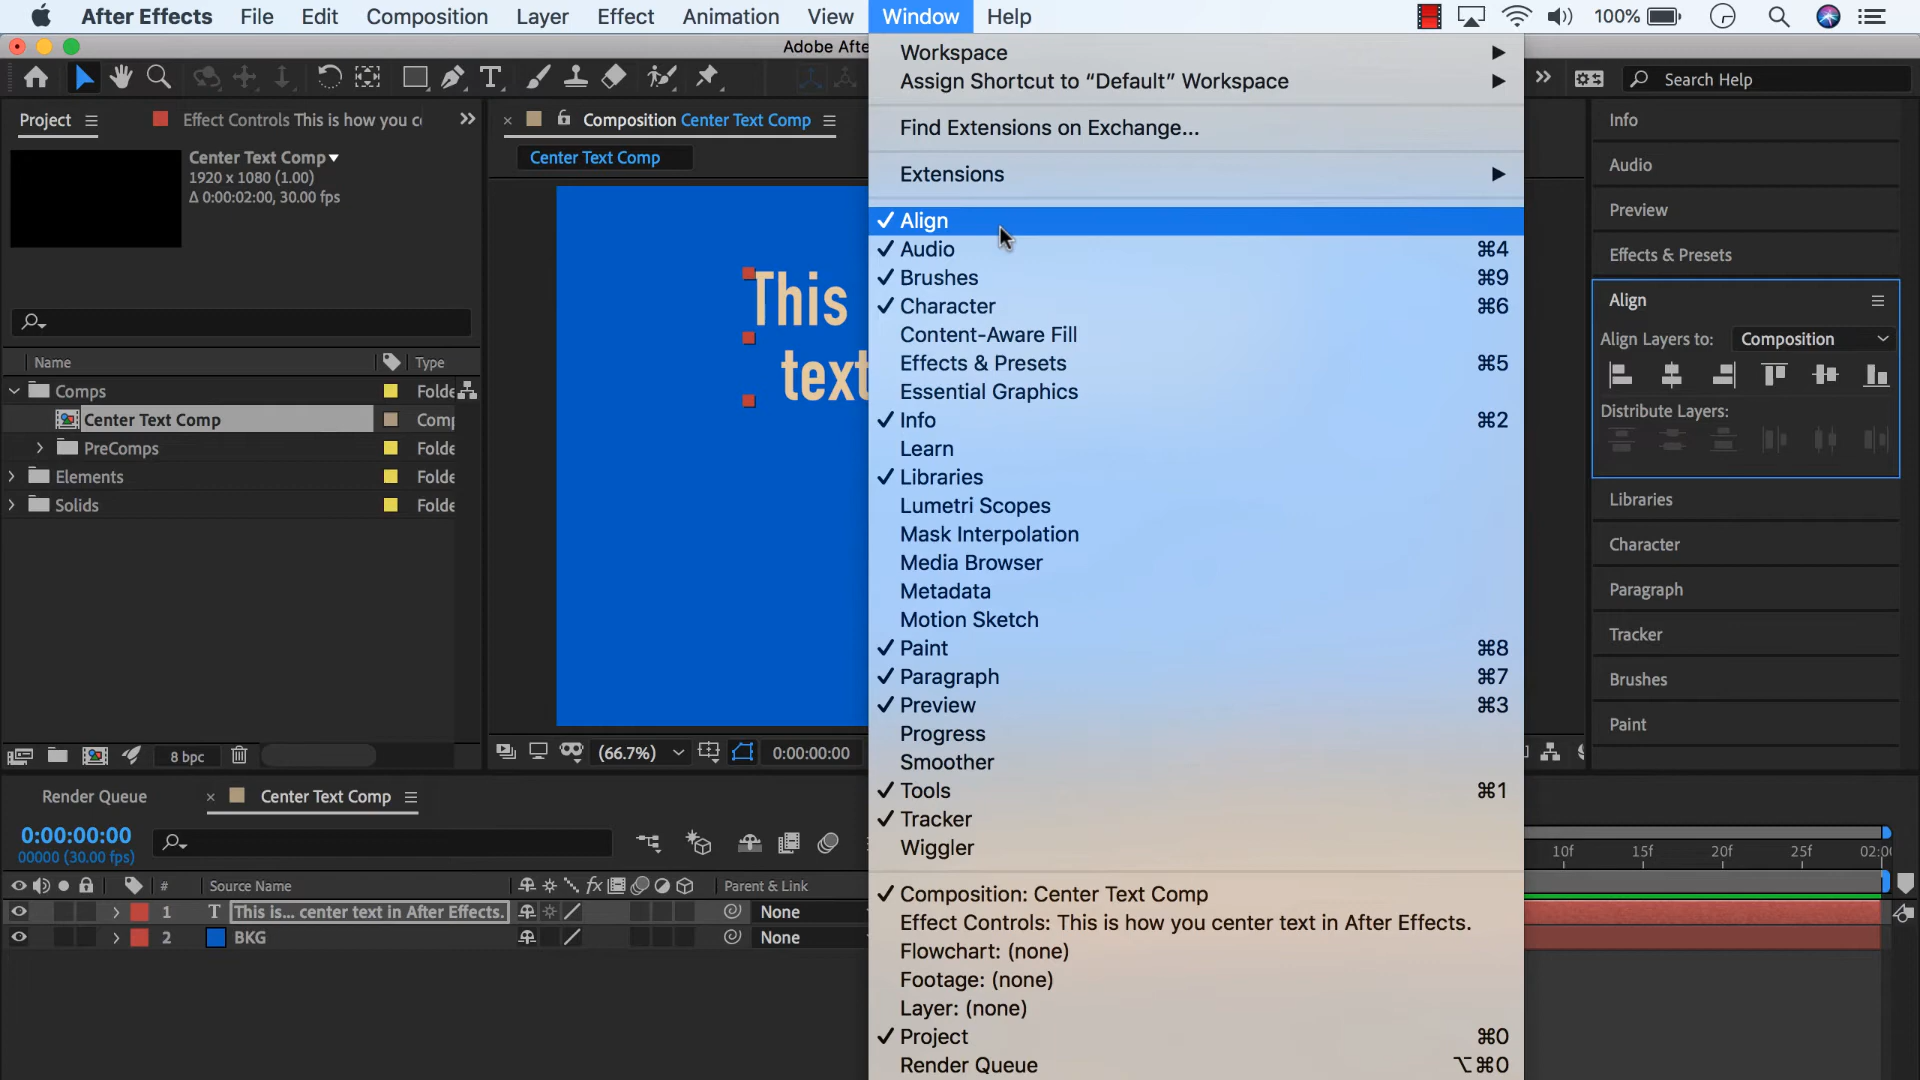 After Effects File Edit Composition Layer Effect Animation View Window Help 100%
Adobe Afte
Search Help
Project
Effect Controls This is how you ce
Center Text Comp
1920 x 1080 (1.00)
Δ 0:00:02:00, 30.00 fps
Name Type
Comps Folde
Center Text Comp Comp
PreComps Folde
Elements Folde
Solids Folde
8 bpc
Composition Center Text Comp
Center Text Comp
This
text
(66.7%) 0:00:00:00
Workspace
Assign Shortcut to “Default” Workspace
Find Extensions on Exchange...
Extensions
✓ Align
✓ Audio ⌘4
✓ Brushes ⌘9
✓ Character ⌘6
Content-Aware Fill
Effects & Presets ⌘5
Essential Graphics
✓ Info ⌘2
Learn
✓ Libraries
Lumetri Scopes
Mask Interpolation
Media Browser
Metadata
Motion Sketch
✓ Paint ⌘8
✓ Paragraph ⌘7
✓ Preview ⌘3
Progress
Smoother
✓ Tools ⌘1
✓ Tracker
Wiggler
✓ Composition: Center Text Comp
Effect Controls: This is how you center text in After Effects.
Flowchart: (none)
Footage: (none)
Layer: (none)
✓ Project ⌘0
Render Queue ⌥⌘0
Info
Audio
Preview
Effects & Presets
Align
Align Layers to: Composition
Distribute Layers:
Libraries
Character
Paragraph
Tracker
Brushes
Paint
Render Queue
Center Text Comp
0:00:00:00
00000 (30.00 fps)
# Source Name fx Parent & Link
1 T This is... center text in After Effects. None
2 BKG None
10f 15f 20f 25f 02:00